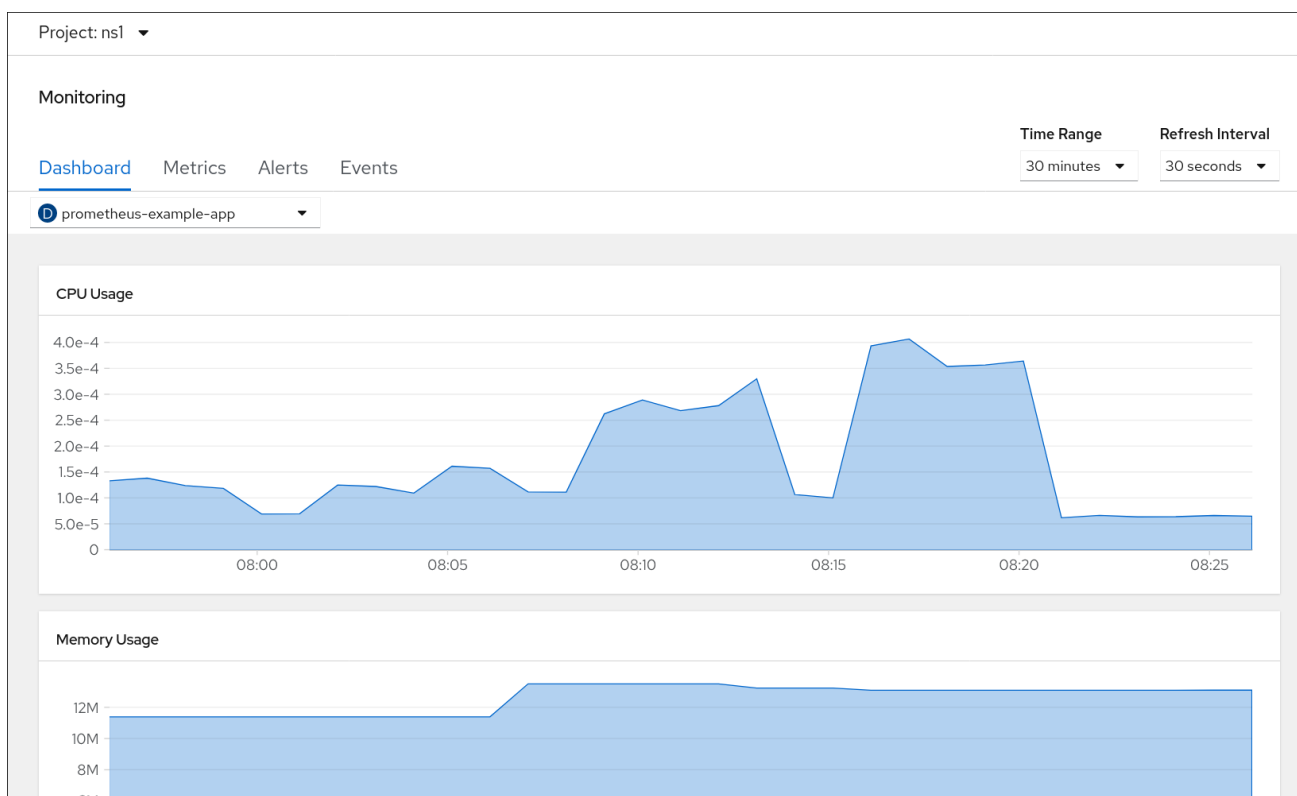 Project: ns1
Monitoring
Time Range Refresh Interval
Dashboard Metrics Alerts Events 30 minutes 30 seconds
D prometheus-example-app
CPU Usage
4.0e-4
3.5e-4
3.0e-4
2.5e-4
2.0e-4
1.5e-4
1.0e-4
5.0e-5
0
08:00 08:05 08:10 08:15 08:20 08:25
Memory Usage
12M
10M
8M